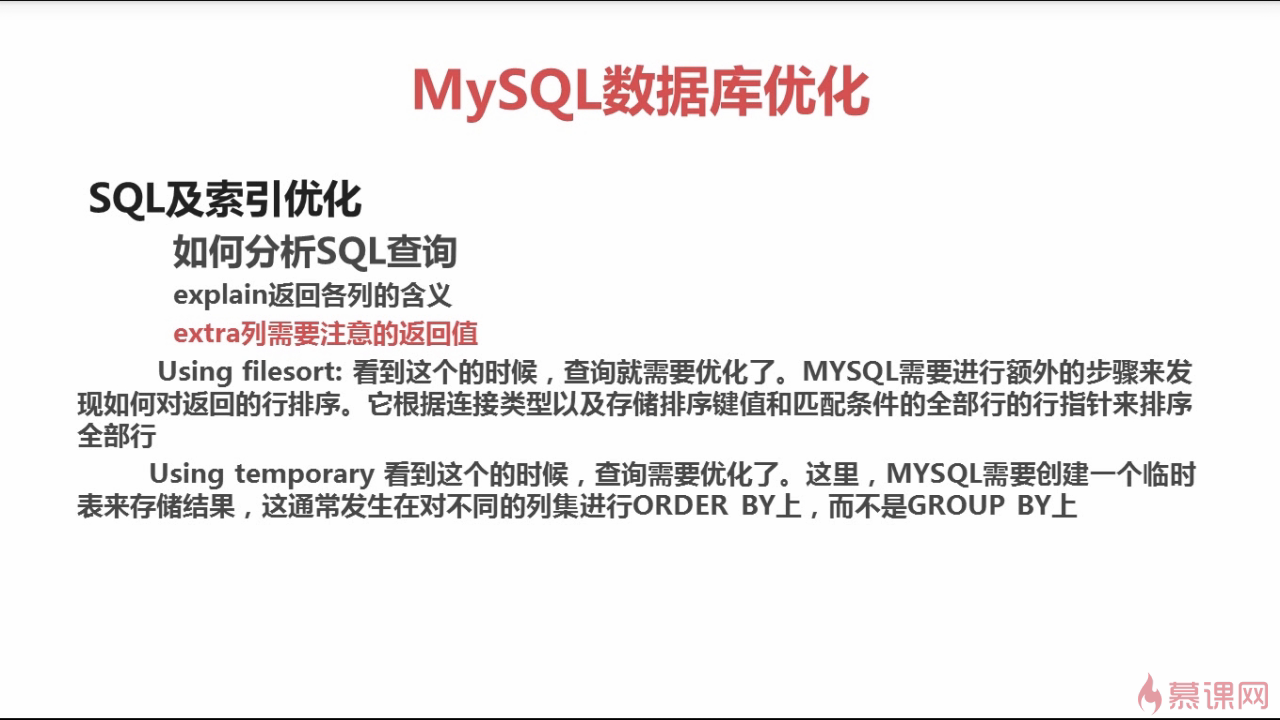 MySQL数据库优化
SQL及索引优化
如何分析SQL查询
explain返回各列的含义
extra列需要注意的返回值
Using filesort: 看到这个的时候，查询就需要优化了。MYSQL需要进行额外的步骤来发
现如何对返回的行排序。它根据连接类型以及存储排序键值和匹配条件的全部行的行指针来排序
全部行
Using temporary 看到这个的时候，查询需要优化了。这里，MYSQL需要创建一个临时
表来存储结果，这通常发生在对不同的列集进行ORDER BY上，而不是GROUP BY上
慕课网